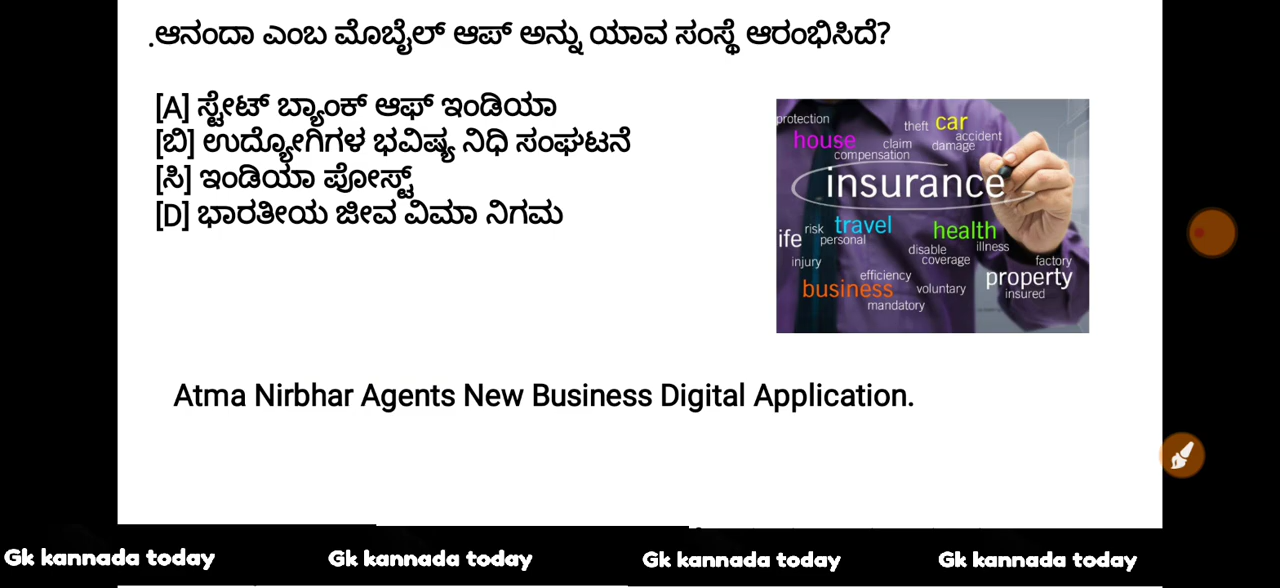 .ಆನಂದಾ ಎಂಬ ಮೊಬೈಲ್ ಆಪ್ ಅನ್ನು ಯಾವ ಸಂಸ್ಥೆ ಆರಂಭಿಸಿದೆ?
[A] ಸ್ಟೇಟ್ ಬ್ಯಾಂಕ್ ಆಫ್ ಇಂಡಿಯಾ
[ಬಿ] ಉದ್ಯೋಗಿಗಳ ಭವಿಷ್ಯ ನಿಧಿ ಸಂಘಟನೆ
[ಸಿ] ಇಂಡಿಯಾ ಪೋಸ್ಟ್
[D] ಭಾರತೀಯ ಜೀವ ವಿಮಾ ನಿಗಮ
protection
theft car
house claim accident
damage
compensation
insurance
life risk travel health
personal disable illness
injury coverage factory
efficiency property
business voluntary insured
mandatory
Atma Nirbhar Agents New Business Digital Application.
Gk kannada today Gk kannada today Gk kannada today Gk kannada today